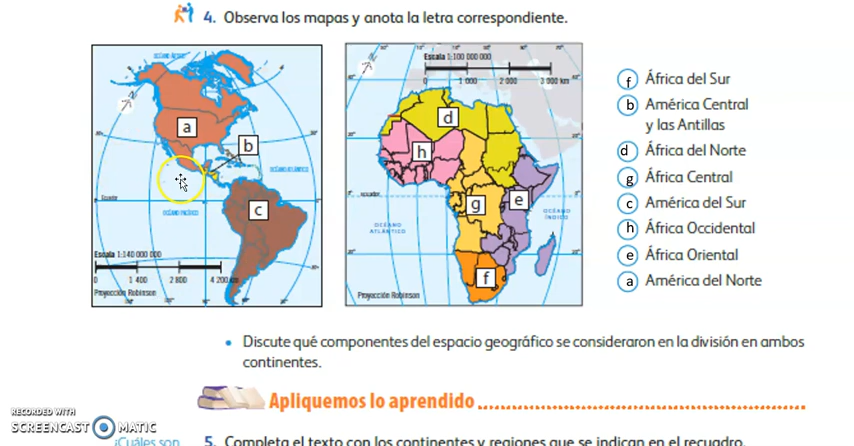 4. Observa los mapas y anota la letra correspondiente.
a
b
c
OCÉANO ATLÁNTICO
OCÉANO PACÍFICO
Ecuador
Escala 1:140 000 000
0 1 400 2 800 4 200 km
Proyección Robinson
Escala 1:100 000 000
0 1 000 2 000 3 000 km
d
h
g
e
f
ECUADOR
OCÉANO
ATLÁNTICO
OCÉANO
ÍNDICO
Proyección Robinson
f África del Sur
b América Central
y las Antillas
d África del Norte
g África Central
c América del Sur
h África Occidental
e África Oriental
a América del Norte
• Discute qué componentes del espacio geográfico se consideraron en la división en ambos
continentes.
Apliquemos lo aprendido
RECORDED WITH
SCREENCAST MATIC
¿Cuáles son
5. Completa el texto con los continentes y regiones que se indican en el recuadro.